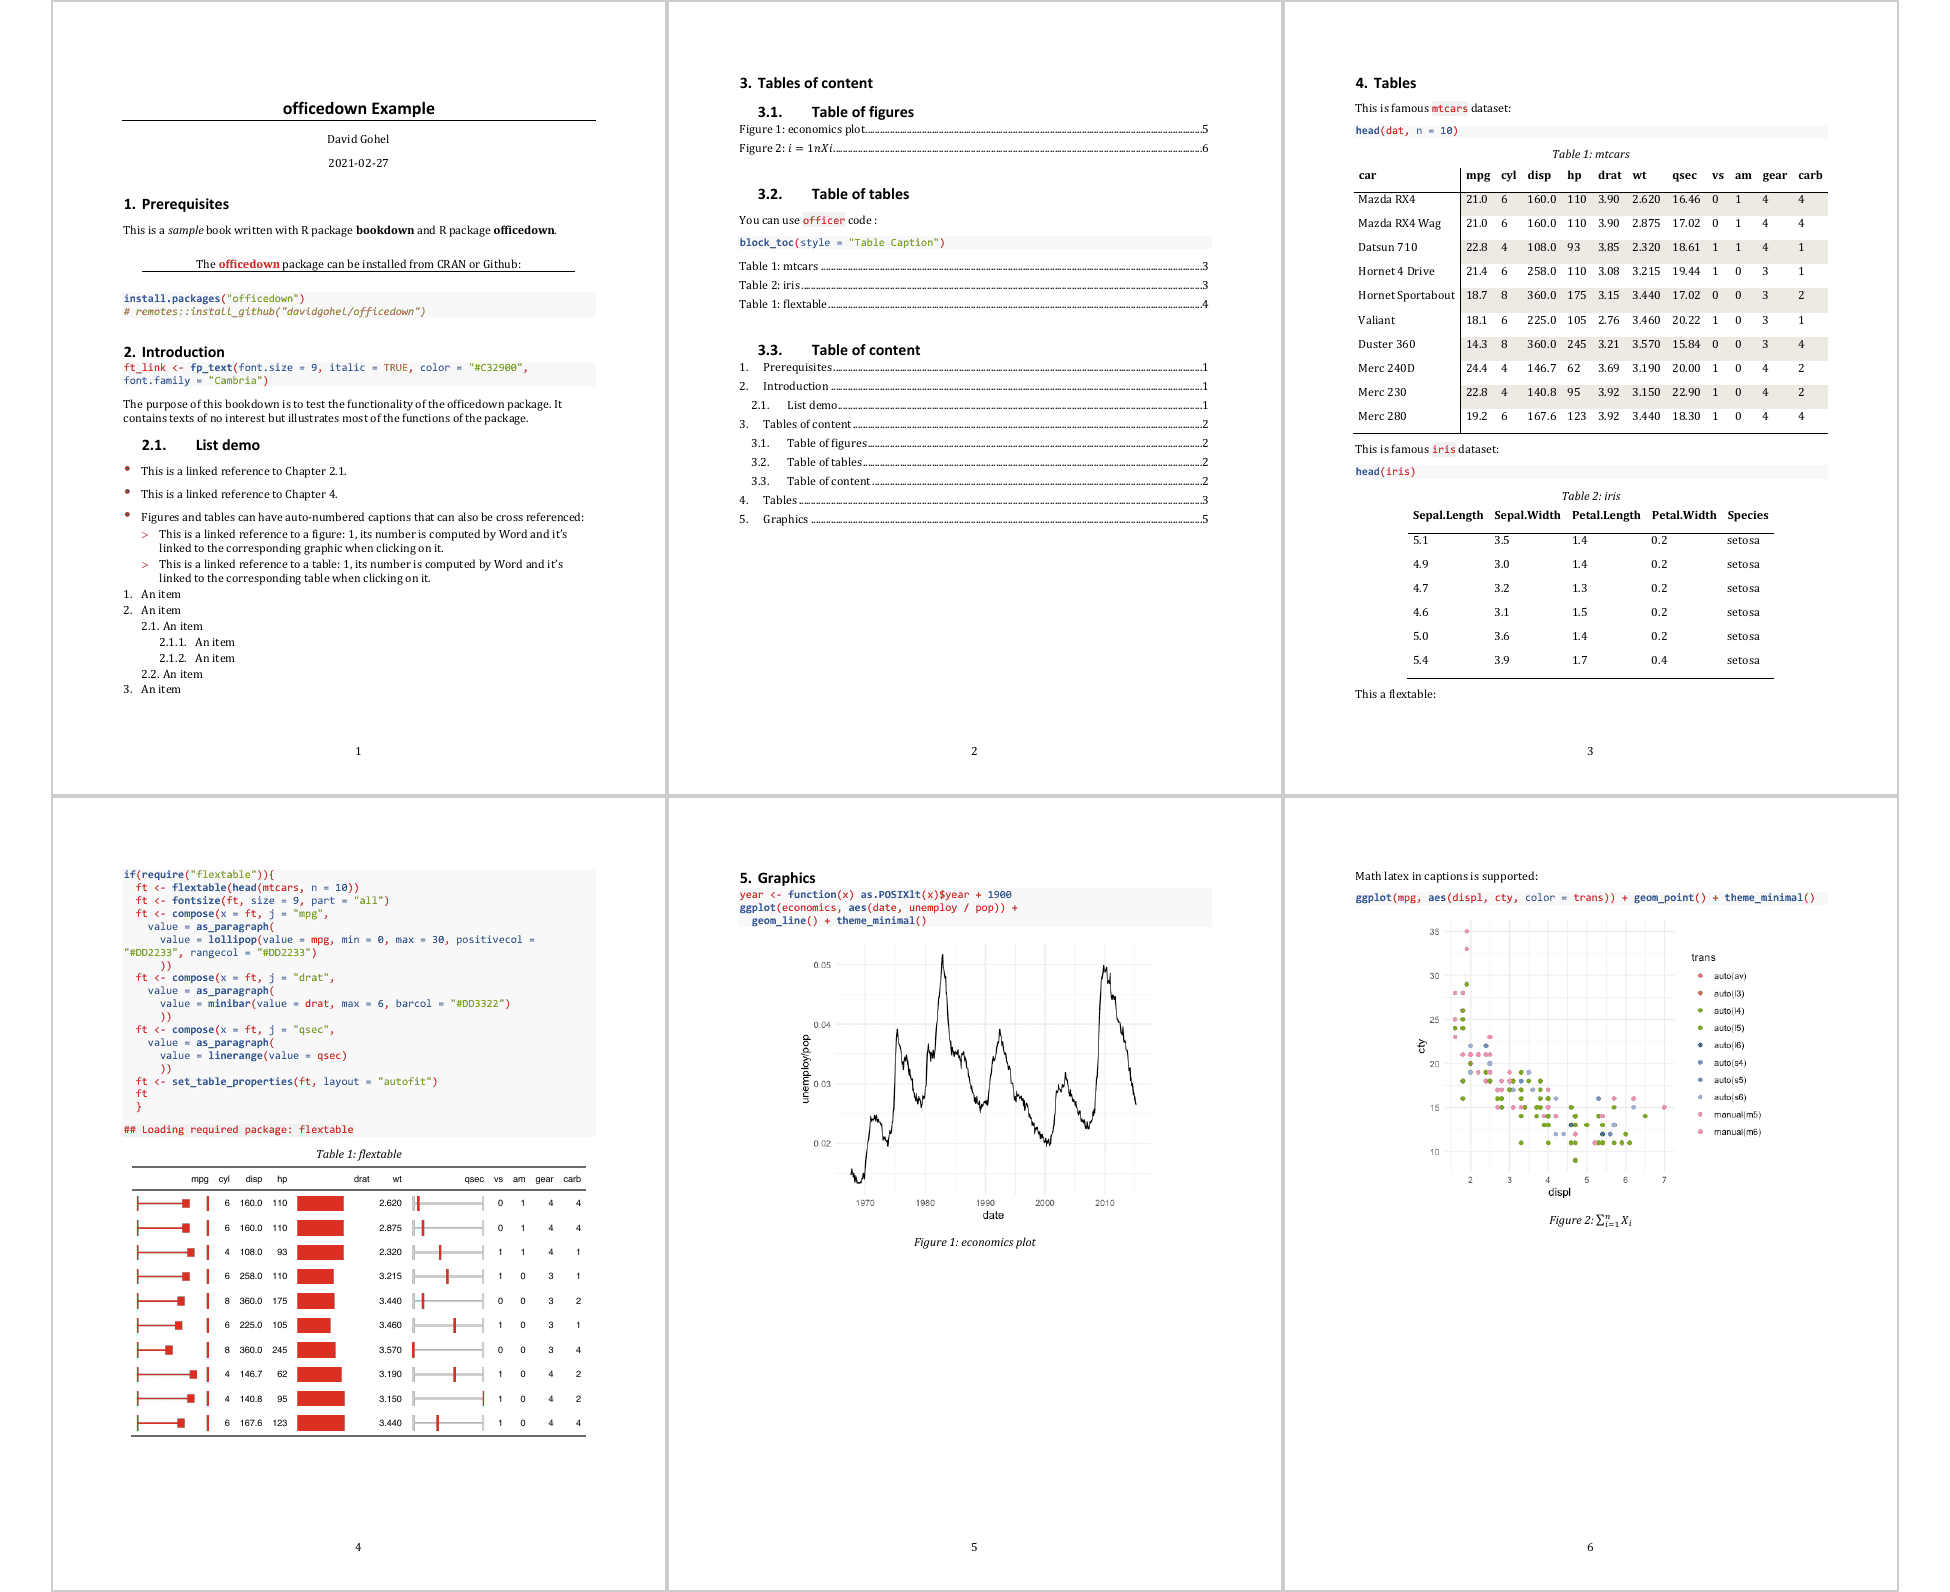 officedown Example
David Gohel
2021-02-27
1. Prerequisites
This is a sample book written with R package bookdown and R package officedown.
The officedown package can be installed from CRAN or Github:
install.packages("officedown")
# remotes::install_github("davidgohel/officedown")
2. Introduction
ft_link <- fp_text(font.size = 9, italic = TRUE, color = "#C32900",
font.family = "Cambria")
The purpose of this bookdown is to test the functionality of the officedown package. It
contains texts of no interest but illustrates most of the functions of the package.
2.1. List demo
• This is a linked reference to Chapter 2.1.
• This is a linked reference to Chapter 4.
• Figures and tables can have auto-numbered captions that can also be cross referenced:
> This is a linked reference to a figure: 1, its number is computed by Word and it's
linked to the corresponding graphic when clicking on it.
> This is a linked reference to a table: 1, its number is computed by Word and it's
linked to the corresponding table when clicking on it.
1. An item
2. An item
2.1. An item
2.1.1. An item
2.1.2. An item
2.2. An item
3. An item
1
3. Tables of content
3.1. Table of figures
Figure 1: economics plot 5
Figure 2: i = 1nXi 6
3.2. Table of tables
You can use officer code :
block_toc(style = "Table Caption")
Table 1: mtcars 3
Table 2: iris 3
Table 1: flextable 4
3.3. Table of content
1. Prerequisites 1
2. Introduction 1
2.1. List demo 1
3. Tables of content 2
3.1. Table of figures 2
3.2. Table of tables 2
3.3. Table of content 2
4. Tables 3
5. Graphics 5
2
4. Tables
This is famous mtcars dataset:
head(dat, n = 10)
Table 1: mtcars
car mpg cyl disp hp drat wt qsec vs am gear carb
Mazda RX4 21.0 6 160.0 110 3.90 2.620 16.46 0 1 4 4
Mazda RX4 Wag 21.0 6 160.0 110 3.90 2.875 17.02 0 1 4 4
Datsun 710 22.8 4 108.0 93 3.85 2.320 18.61 1 1 4 1
Hornet 4 Drive 21.4 6 258.0 110 3.08 3.215 19.44 1 0 3 1
Hornet Sportabout 18.7 8 360.0 175 3.15 3.440 17.02 0 0 3 2
Valiant 18.1 6 225.0 105 2.76 3.460 20.22 1 0 3 1
Duster 360 14.3 8 360.0 245 3.21 3.570 15.84 0 0 3 4
Merc 240D 24.4 4 146.7 62 3.69 3.190 20.00 1 0 4 2
Merc 230 22.8 4 140.8 95 3.92 3.150 22.90 1 0 4 2
Merc 280 19.2 6 167.6 123 3.92 3.440 18.30 1 0 4 4
This is famous iris dataset:
head(iris)
Table 2: iris
Sepal.Length Sepal.Width Petal.Length Petal.Width Species
5.1 3.5 1.4 0.2 setosa
4.9 3.0 1.4 0.2 setosa
4.7 3.2 1.3 0.2 setosa
4.6 3.1 1.5 0.2 setosa
5.0 3.6 1.4 0.2 setosa
5.4 3.9 1.7 0.4 setosa
This a flextable:
3
if(require("flextable")){
ft <- flextable(head(mtcars, n = 10))
ft <- fontsize(ft, size = 9, part = "all")
ft <- compose(x = ft, j = "mpg",
value = as_paragraph(
value = lollipop(value = mpg, min = 0, max = 30, positivecol =
"#DD2233", rangecol = "#DD2233")
))
ft <- compose(x = ft, j = "drat",
value = as_paragraph(
value = minibar(value = drat, max = 6, barcol = "#DD3322")
))
ft <- compose(x = ft, j = "qsec",
value = as_paragraph(
value = linerange(value = qsec)
))
ft <- set_table_properties(ft, layout = "autofit")
ft
}
## Loading required package: flextable
Table 1: flextable
mpg cyl disp hp drat wt qsec vs am gear carb
6 160.0 110 2.620 0 1 4 4
6 160.0 110 2.875 0 1 4 4
4 108.0 93 2.320 1 1 4 1
6 258.0 110 3.215 1 0 3 1
8 360.0 175 3.440 0 0 3 2
6 225.0 105 3.460 1 0 3 1
8 360.0 245 3.570 0 0 3 4
4 146.7 62 3.190 1 0 4 2
4 140.8 95 3.150 1 0 4 2
6 167.6 123 3.440 1 0 4 4
4
5. Graphics
year <- function(x) as.POSIXlt(x)$year + 1900
ggplot(economics, aes(date, unemploy / pop)) +
geom_line() + theme_minimal()
0.05
0.04
0.03
0.02
unemploy/pop
1970 1980 1990 2000 2010
date
Figure 1: economics plot
5
Math latex in captions is supported:
ggplot(mpg, aes(displ, cty, color = trans)) + geom_point() + theme_minimal()
35
30
25
20
15
10
cty
2 3 4 5 6 7
displ
trans
auto(av)
auto(l3)
auto(l4)
auto(l5)
auto(l6)
auto(s4)
auto(s5)
auto(s6)
manual(m5)
manual(m6)
Figure 2: ∑ⁿᵢ₌₁ Xᵢ
6